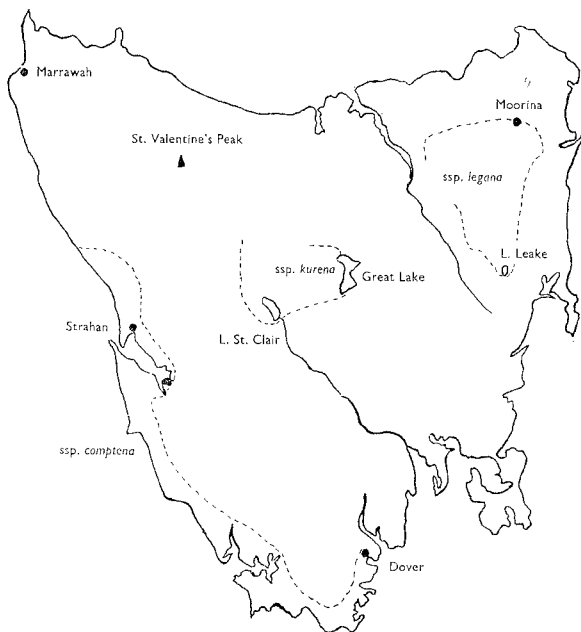 Marrawah
Moorina
St. Valentine's Peak
ssp. legana
L. Leake
ssp. kurena
Great Lake
Strahan
L. St. Clair
ssp. comptena
Dover